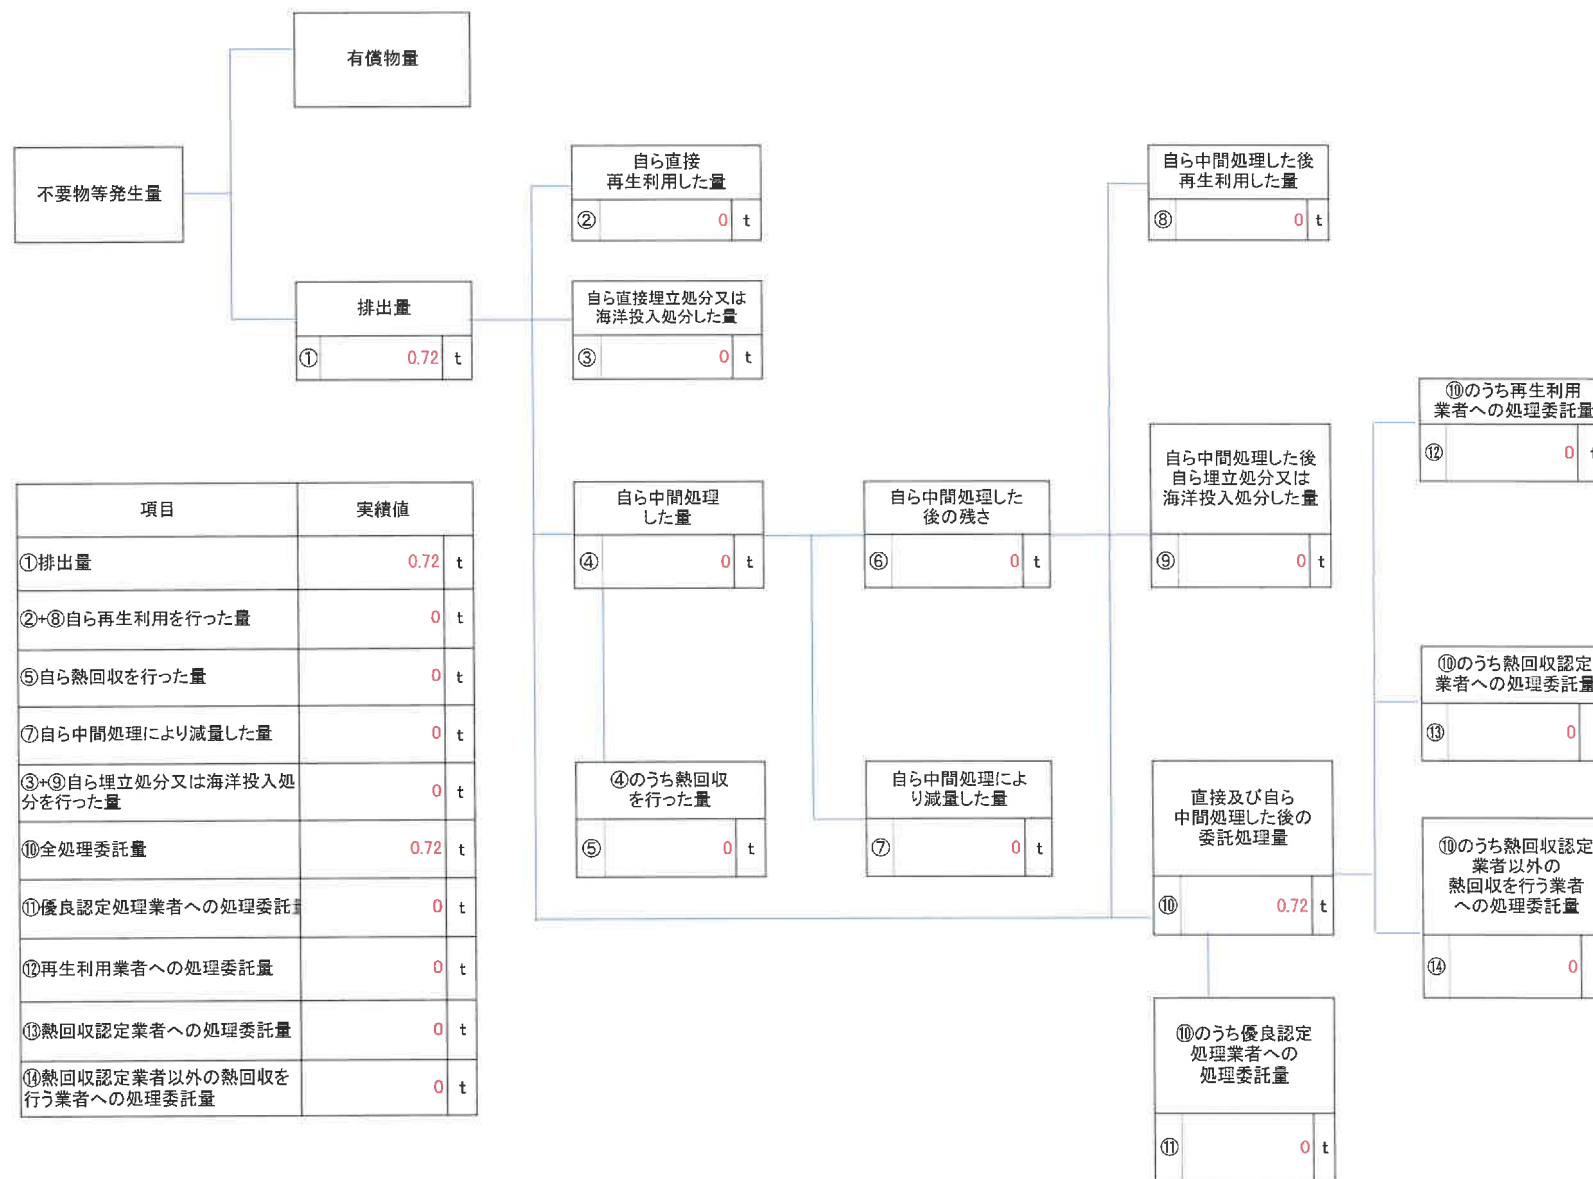 有償物量
不要物等発生量
排出量
① 0.72 t
自ら直接
再生利用した量
② 0 t
自ら直接埋立処分又は
海洋投入処分した量
③ 0 t
自ら中間処理
した量
④ 0 t
④のうち熱回収
を行った量
⑤ 0 t
自ら中間処理した
後の残さ
⑥ 0 t
自ら中間処理によ
り減量した量
⑦ 0 t
自ら中間処理した後
再生利用した量
⑧ 0 t
自ら中間処理した後
自ら埋立処分又は
海洋投入処分した量
⑨ 0 t
直接及び自ら
中間処理した後の
委託処理量
⑩ 0.72 t
⑩のうち優良認定
処理業者への
処理委託量
⑪ 0 t
⑩のうち再生利用
業者への処理委託量
⑫ 0 t
⑩のうち熱回収認定
業者への処理委託量
⑬ 0
⑩のうち熱回収認定
業者以外の
熱回収を行う業者
への処理委託量
⑭ 0
項目 実績値
①排出量 0.72 t
②+⑧自ら再生利用を行った量 0 t
⑤自ら熱回収を行った量 0 t
⑦自ら中間処理により減量した量 0 t
③+⑨自ら埋立処分又は海洋投入処
分を行った量 0 t
⑩全処理委託量 0.72 t
⑪優良認定処理業者への処理委託量 0 t
⑫再生利用業者への処理委託量 0 t
⑬熱回収認定業者への処理委託量 0 t
⑭熱回収認定業者以外の熱回収を
行う業者への処理委託量 0 t